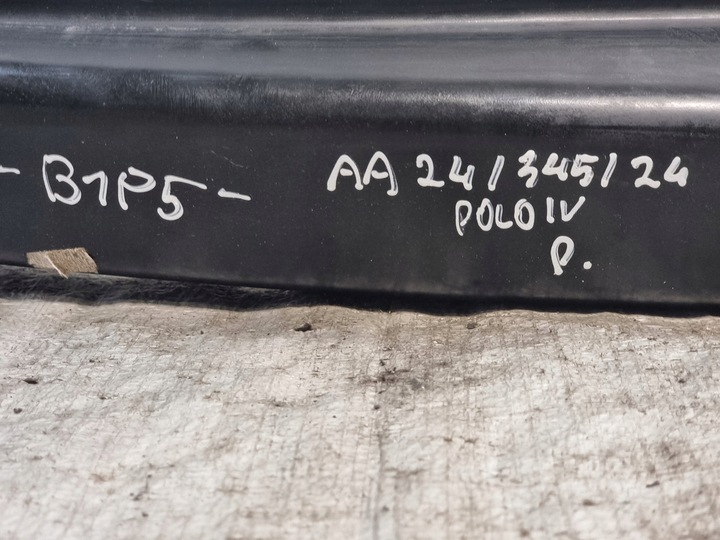 - B1P5 -
AA 24/345/24
POLO IV
P.